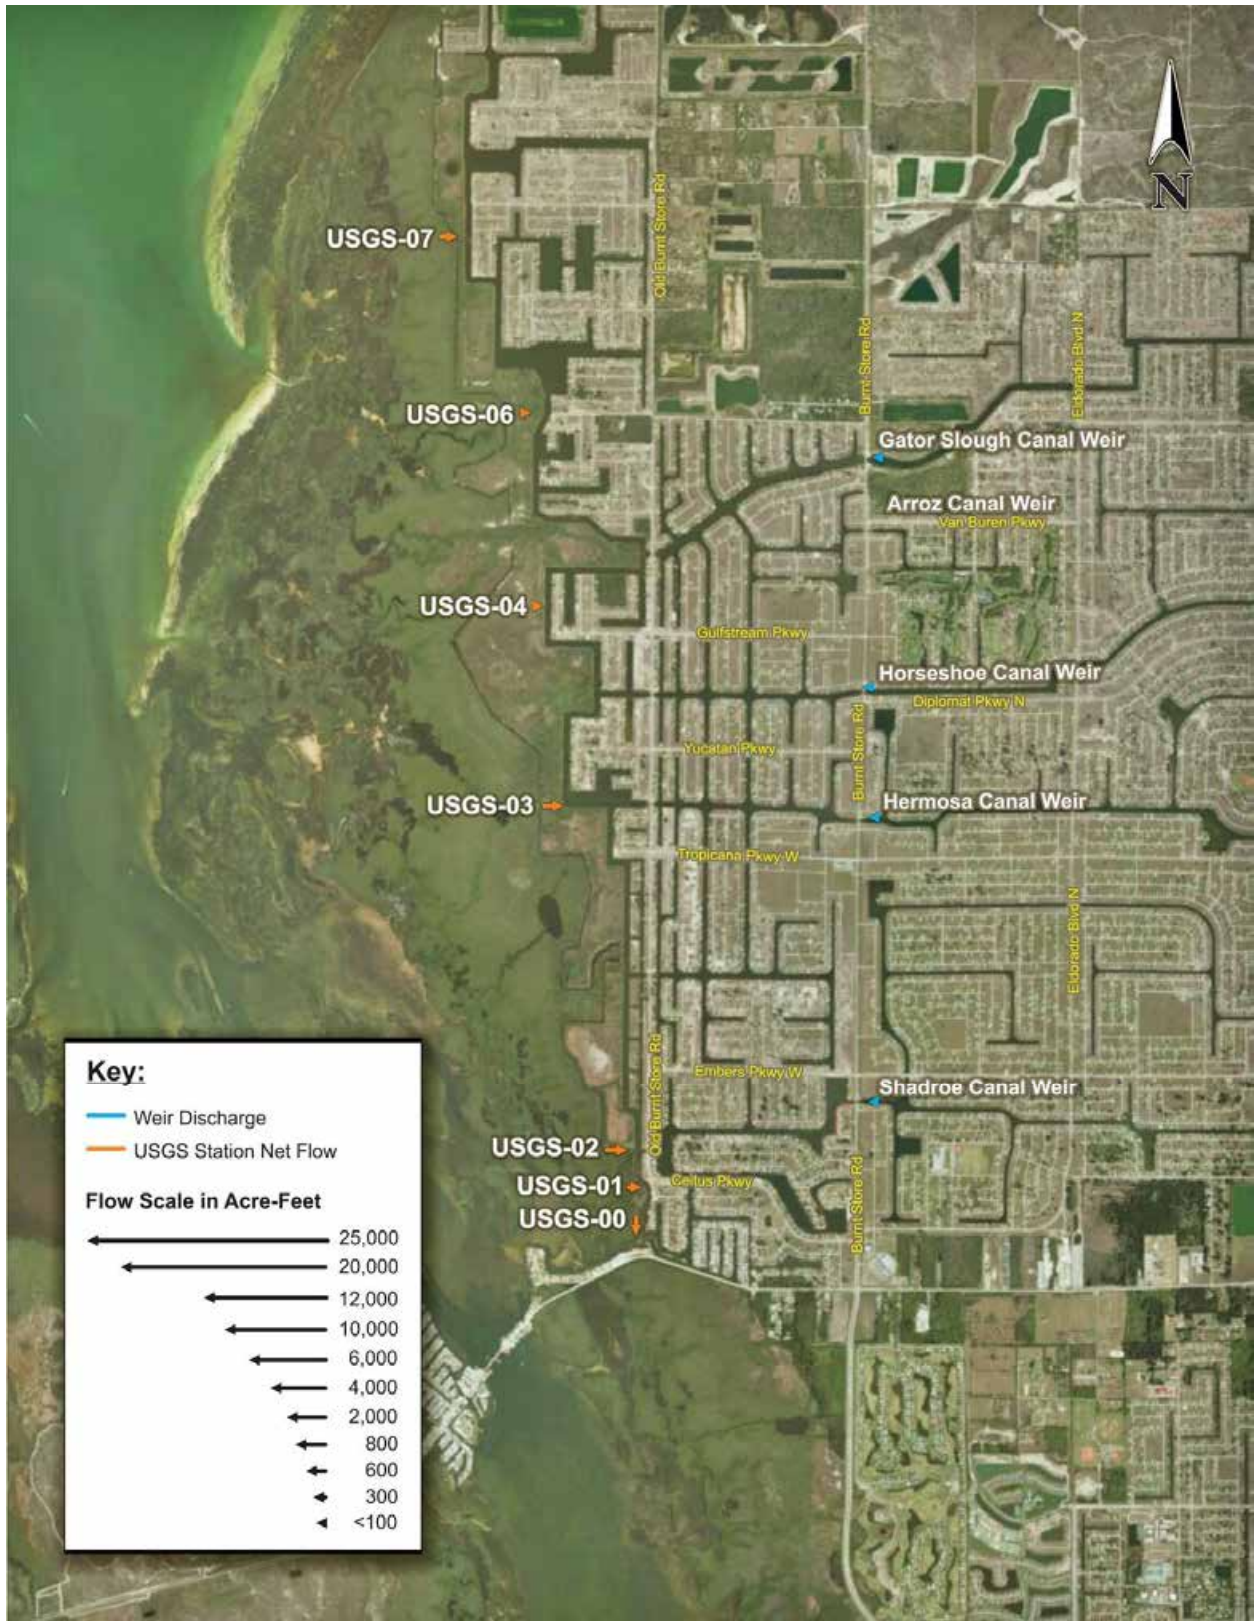 N
Old Burnt Store Rd
USGS-07
Burnt Store Rd
Eldorado Blvd N
USGS-06
Gator Slough Canal Weir
Arroz Canal Weir
Van Buren Pkwy
USGS-04
Gulfstream Pkwy
Horseshoe Canal Weir
Diplomat Pkwy N
Burnt Store Rd
Yucatan Pkwy
USGS-03
Hermosa Canal Weir
Tropicana Pkwy W
Eldorado Blvd N
Old Burnt Store Rd
Embers Pkwy W
Shadroe Canal Weir
USGS-02
Ceitus Pkwy
USGS-01
Burnt Store Rd
USGS-00
Key:
Weir Discharge
USGS Station Net Flow
Flow Scale in Acre-Feet
25,000
20,000
12,000
10,000
6,000
4,000
2,000
800
600
300
<100